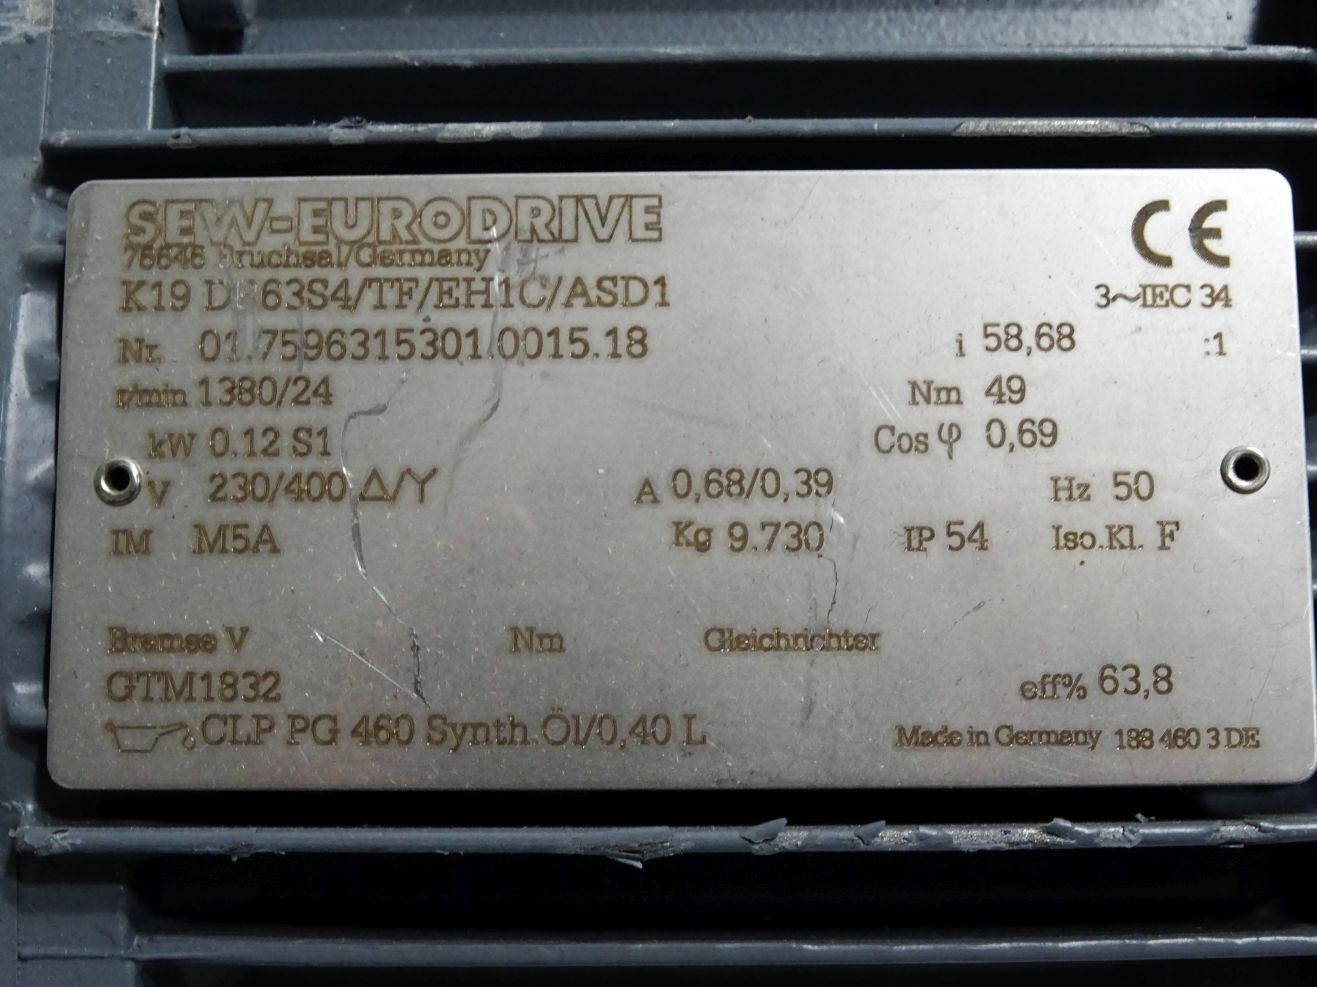 SEW-EURODRIVE
CE
76646 Bruchsal/Germany
K19 DR63S4/TF/EH1C/ASD1
3~IEC 34
Nr. 01.7596315301.0015.18 i 58,68 :1
r/min 1380/24 Nm 49
kW 0.12 S1 Cos φ 0,69
V 230/400 Δ/Y A 0,68/0,39 Hz 50
IM M5A Kg 9.730 IP 54 Iso.Kl. F
Bremse V Nm Gleichrichter
GTM1832 eff% 63,8
CLP PG 460 Synth.Öl/0,40 L Made in Germany 188 460 3 DE